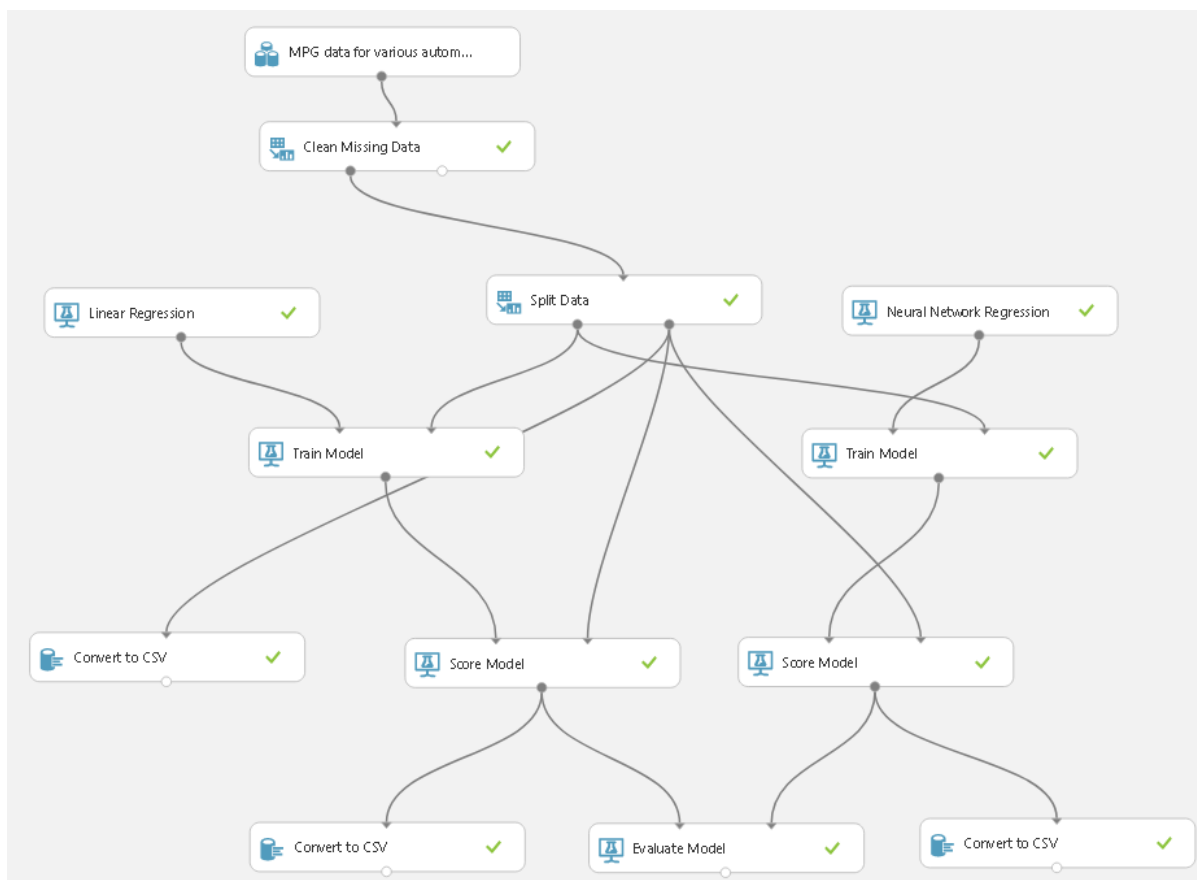 MPG data for various autom...
Clean Missing Data
Split Data
Linear Regression
Neural Network Regression
Train Model
Train Model
Convert to CSV
Score Model
Score Model
Convert to CSV
Evaluate Model
Convert to CSV